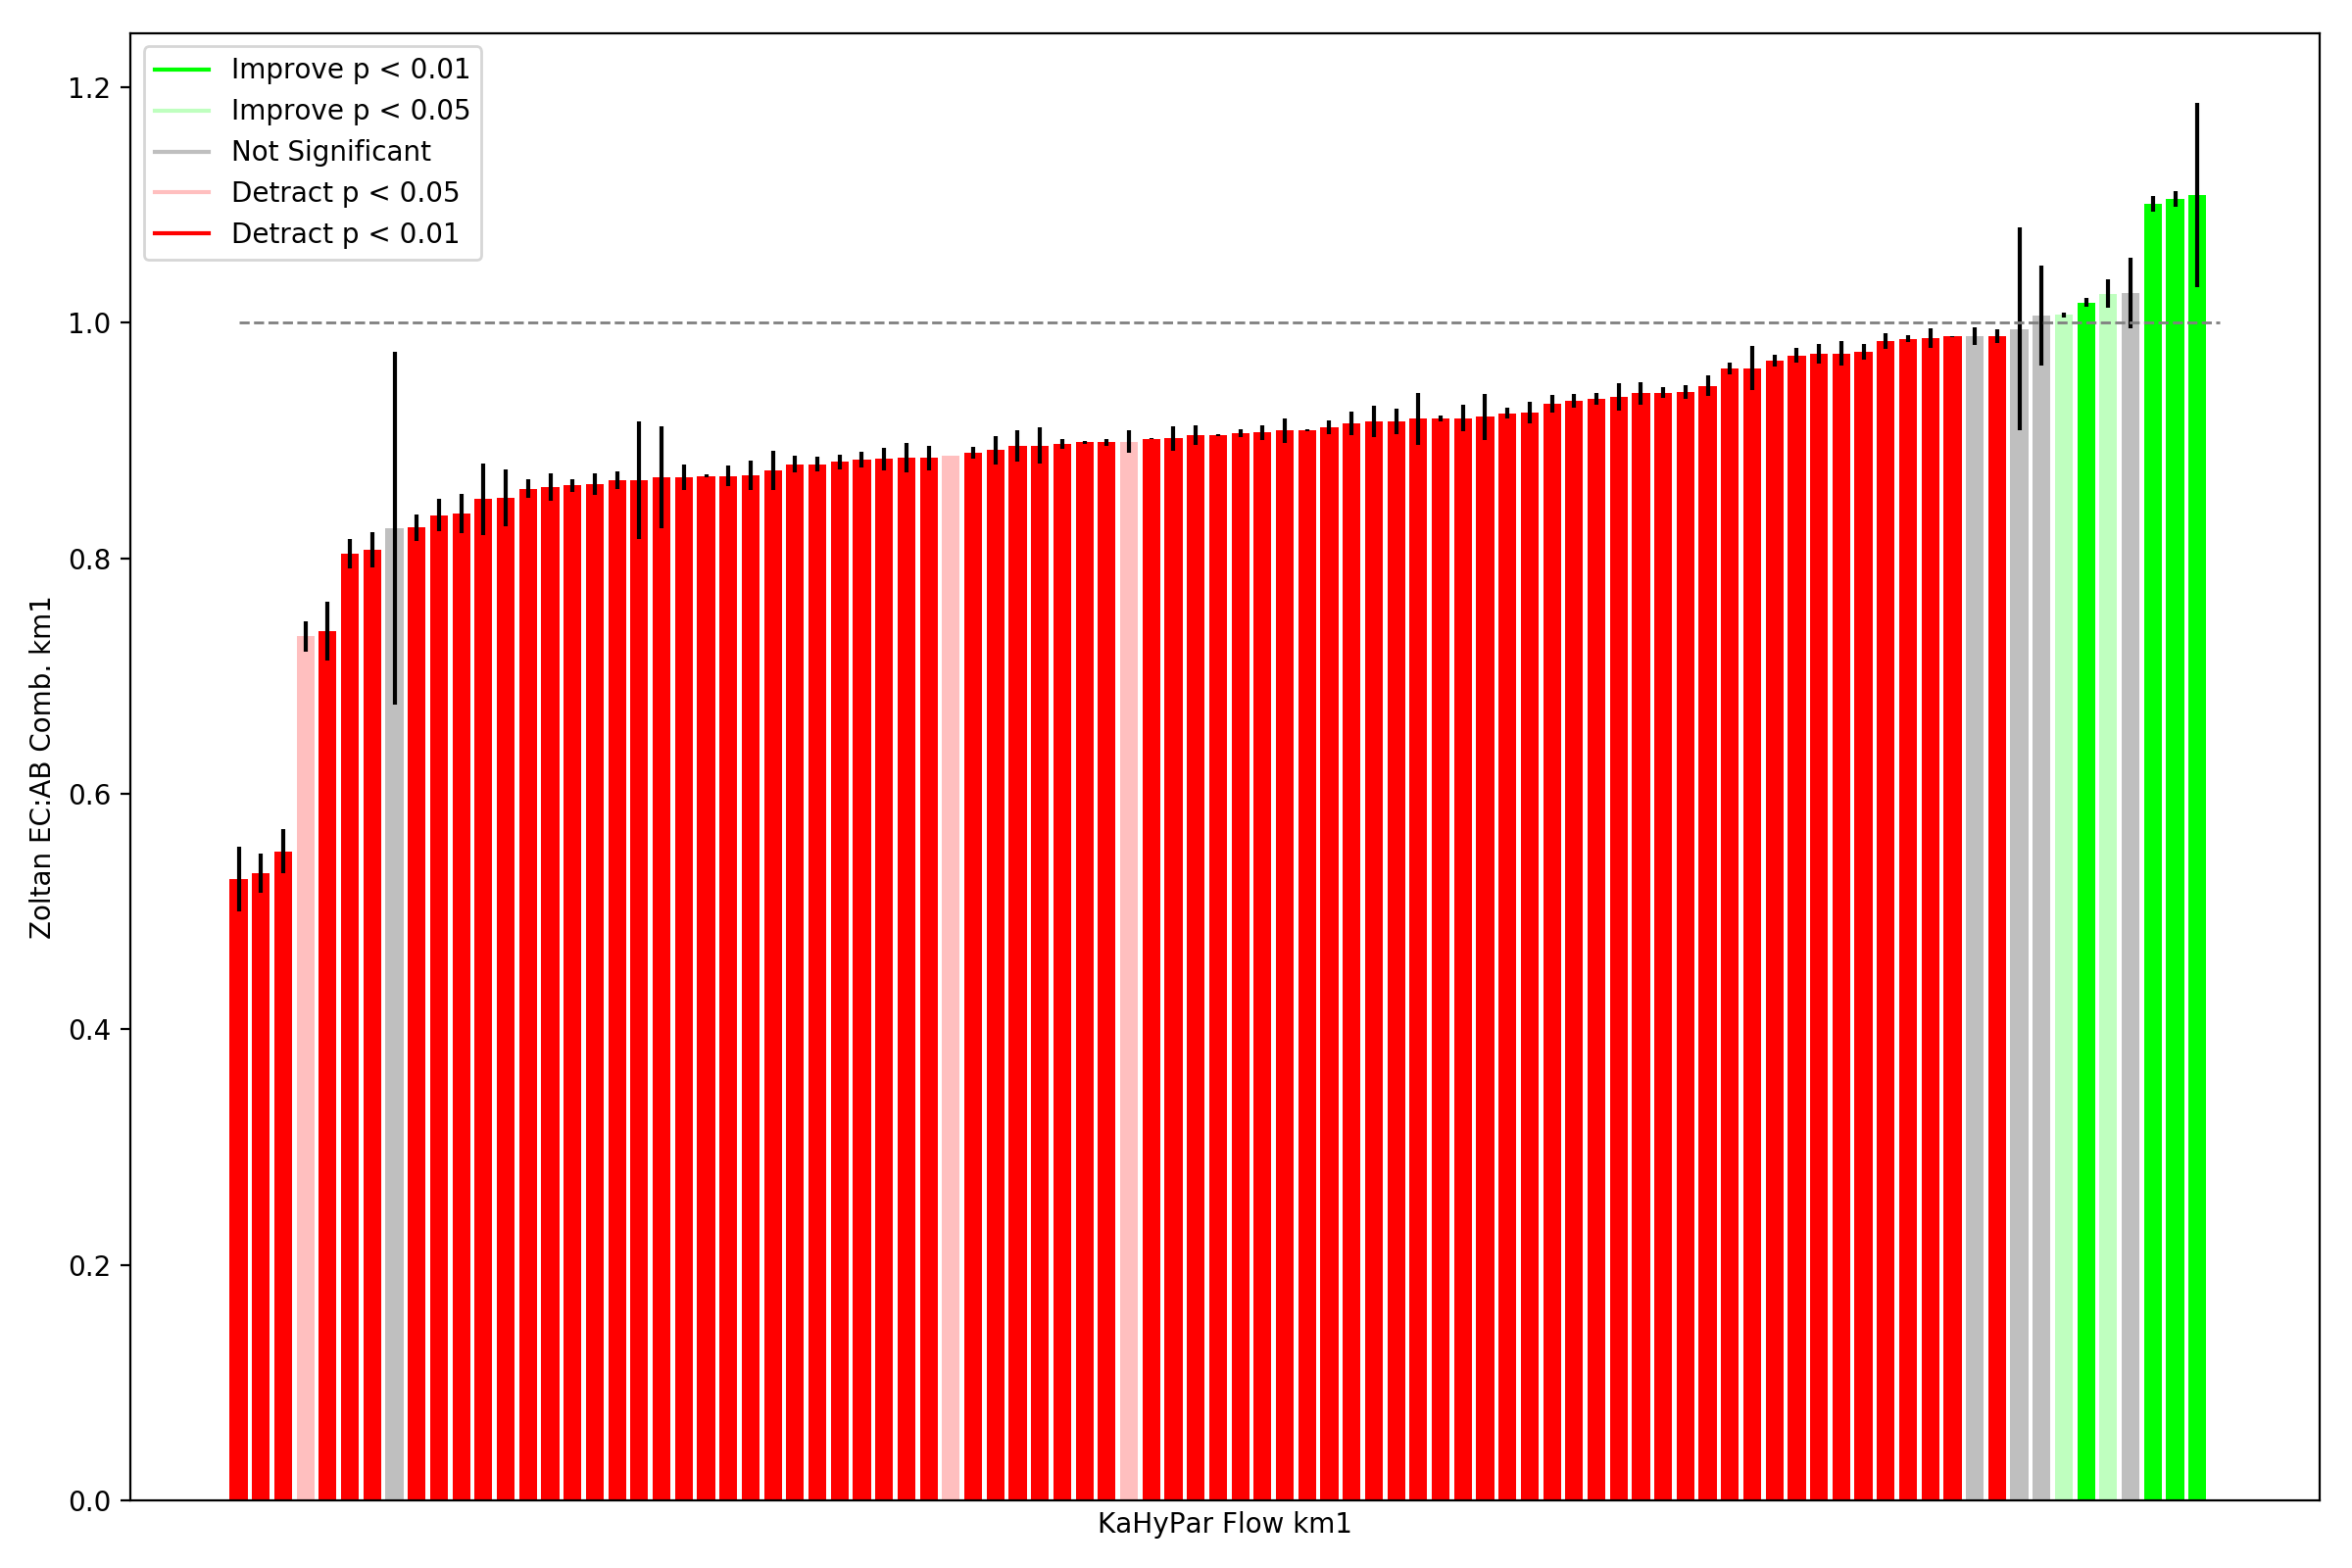 Improve p < 0.01
Improve p < 0.05
Not Significant
Detract p < 0.05
Detract p < 0.01
1.2
1.0
0.8
0.6
0.4
0.2
0.0
Zoltan EC:AB Comb. km1
KaHyPar Flow km1